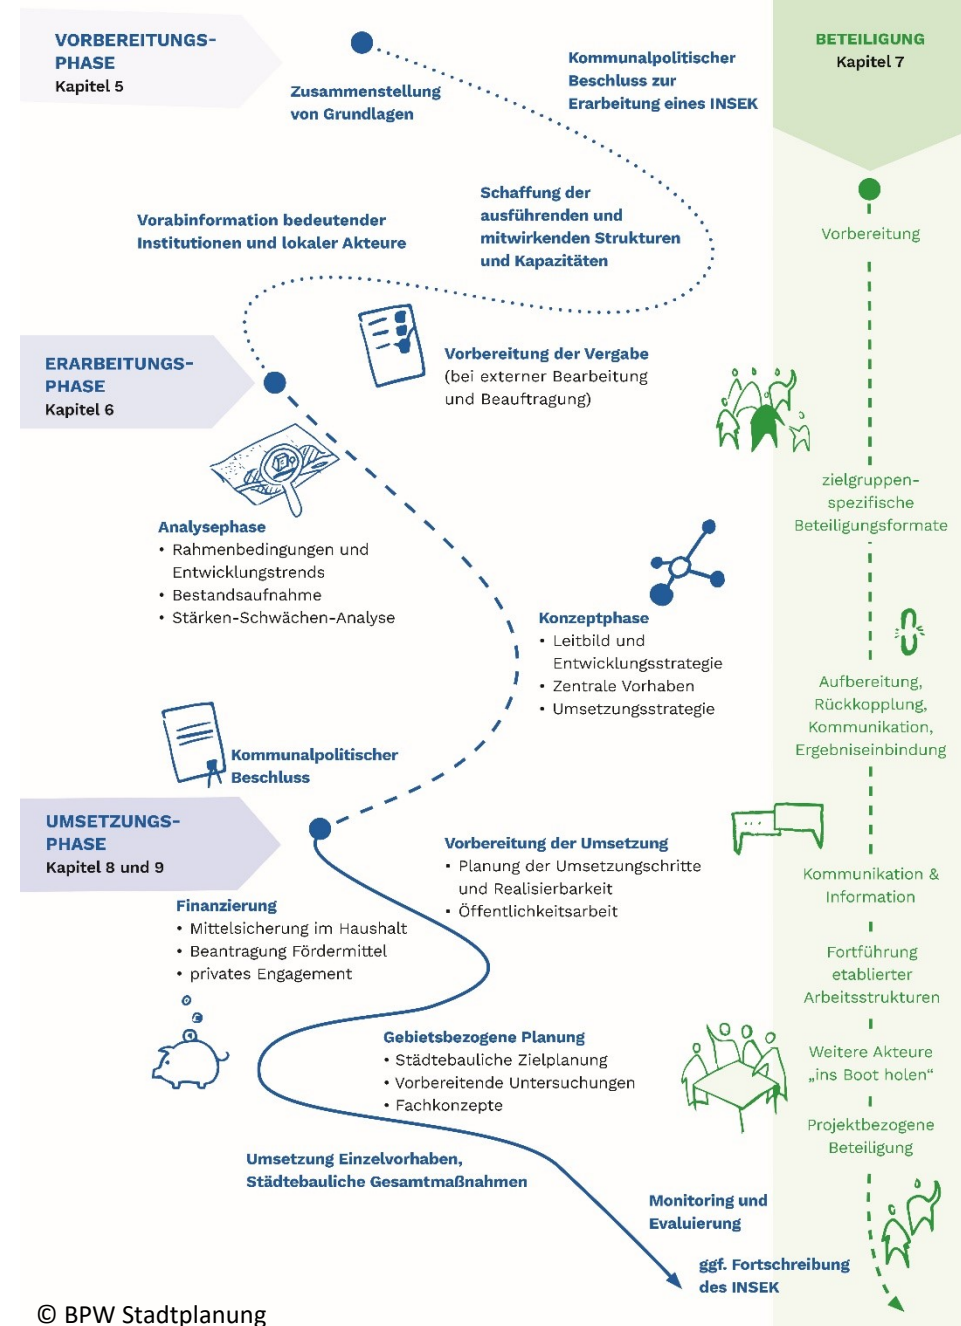 VORBEREITUNGS-
PHASE
Kapitel 5
Zusammenstellung
von Grundlagen
Kommunalpolitischer
Beschluss zur
Erarbeitung eines INSEK
Schaffung der
ausführenden und
mitwirkenden Strukturen
und Kapazitäten
Vorabinformation bedeutender
Institutionen und lokaler Akteure
Vorbereitung der Vergabe
(bei externer Bearbeitung
und Beauftragung)
ERARBEITUNGS-
PHASE
Kapitel 6
Analysephase
• Rahmenbedingungen und
Entwicklungstrends
• Bestandsaufnahme
• Stärken-Schwächen-Analyse
Konzeptphase
• Leitbild und
Entwicklungsstrategie
• Zentrale Vorhaben
• Umsetzungsstrategie
Kommunalpolitischer
Beschluss
UMSETZUNGS-
PHASE
Kapitel 8 und 9
Vorbereitung der Umsetzung
• Planung der Umsetzungschritte
und Realisierbarkeit
• Öffentlichkeitsarbeit
Finanzierung
• Mittelsicherung im Haushalt
• Beantragung Fördermittel
• privates Engagement
Gebietsbezogene Planung
• Städtebauliche Zielplanung
• Vorbereitende Untersuchungen
• Fachkonzepte
Umsetzung Einzelvorhaben,
Städtebauliche Gesamtmaßnahmen
Monitoring und
Evaluierung
ggf. Fortschreibung
des INSEK
BETEILIGUNG
Kapitel 7
Vorbereitung
zielgruppen-
spezifische
Beteiligungsformate
Aufbereitung,
Rückkopplung,
Kommunikation,
Ergebniseinbindung
Kommunikation &
Information
Fortführung
etablierter
Arbeitsstrukturen
Weitere Akteure
„ins Boot holen“
Projektbezogene
Beteiligung
© BPW Stadtplanung